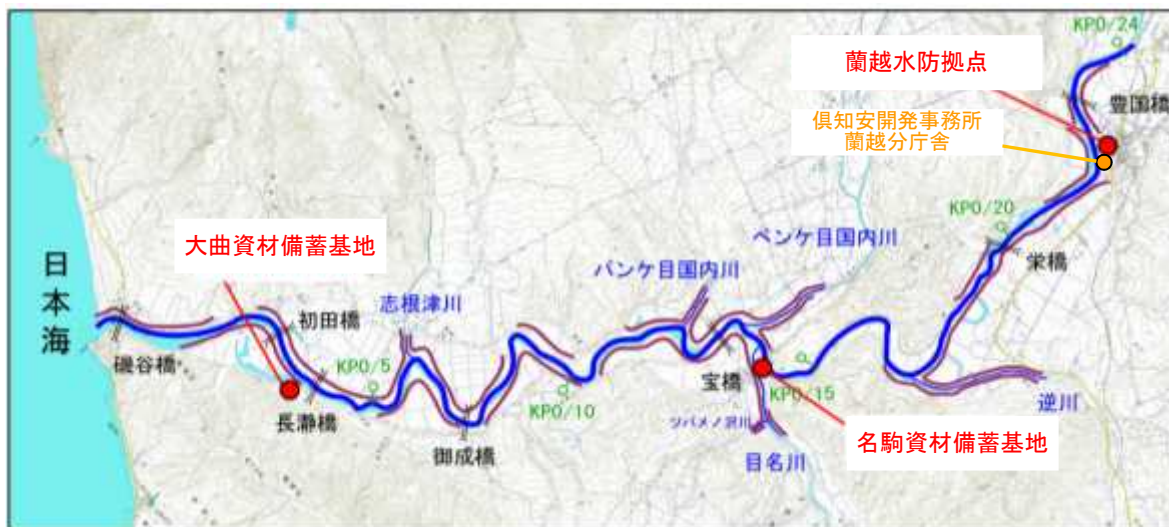 KP0/24
蘭越水防拠点
豊国橋
倶知安開発事務所
蘭越分庁舎
KP0/20
栄橋
大曲資材備蓄基地
ペンケ目国内川
パンケ目国内川
日本海
志根津川
初田橋
磯谷橋
KP0/5
長瀞橋
御成橋
KP0/10
宝橋
KP0/15
逆川
ツバメノ沢川
名駒資材備蓄基地
目名川